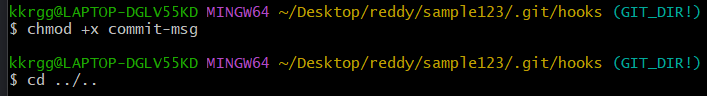 kkrgg@LAPTOP-DGLV55KD MINGW64 ~/Desktop/reddy/sample123/.git/hooks (GIT_DIR!)
$ chmod +x commit-msg
kkrgg@LAPTOP-DGLV55KD MINGW64 ~/Desktop/reddy/sample123/.git/hooks (GIT_DIR!)
$ cd ../..